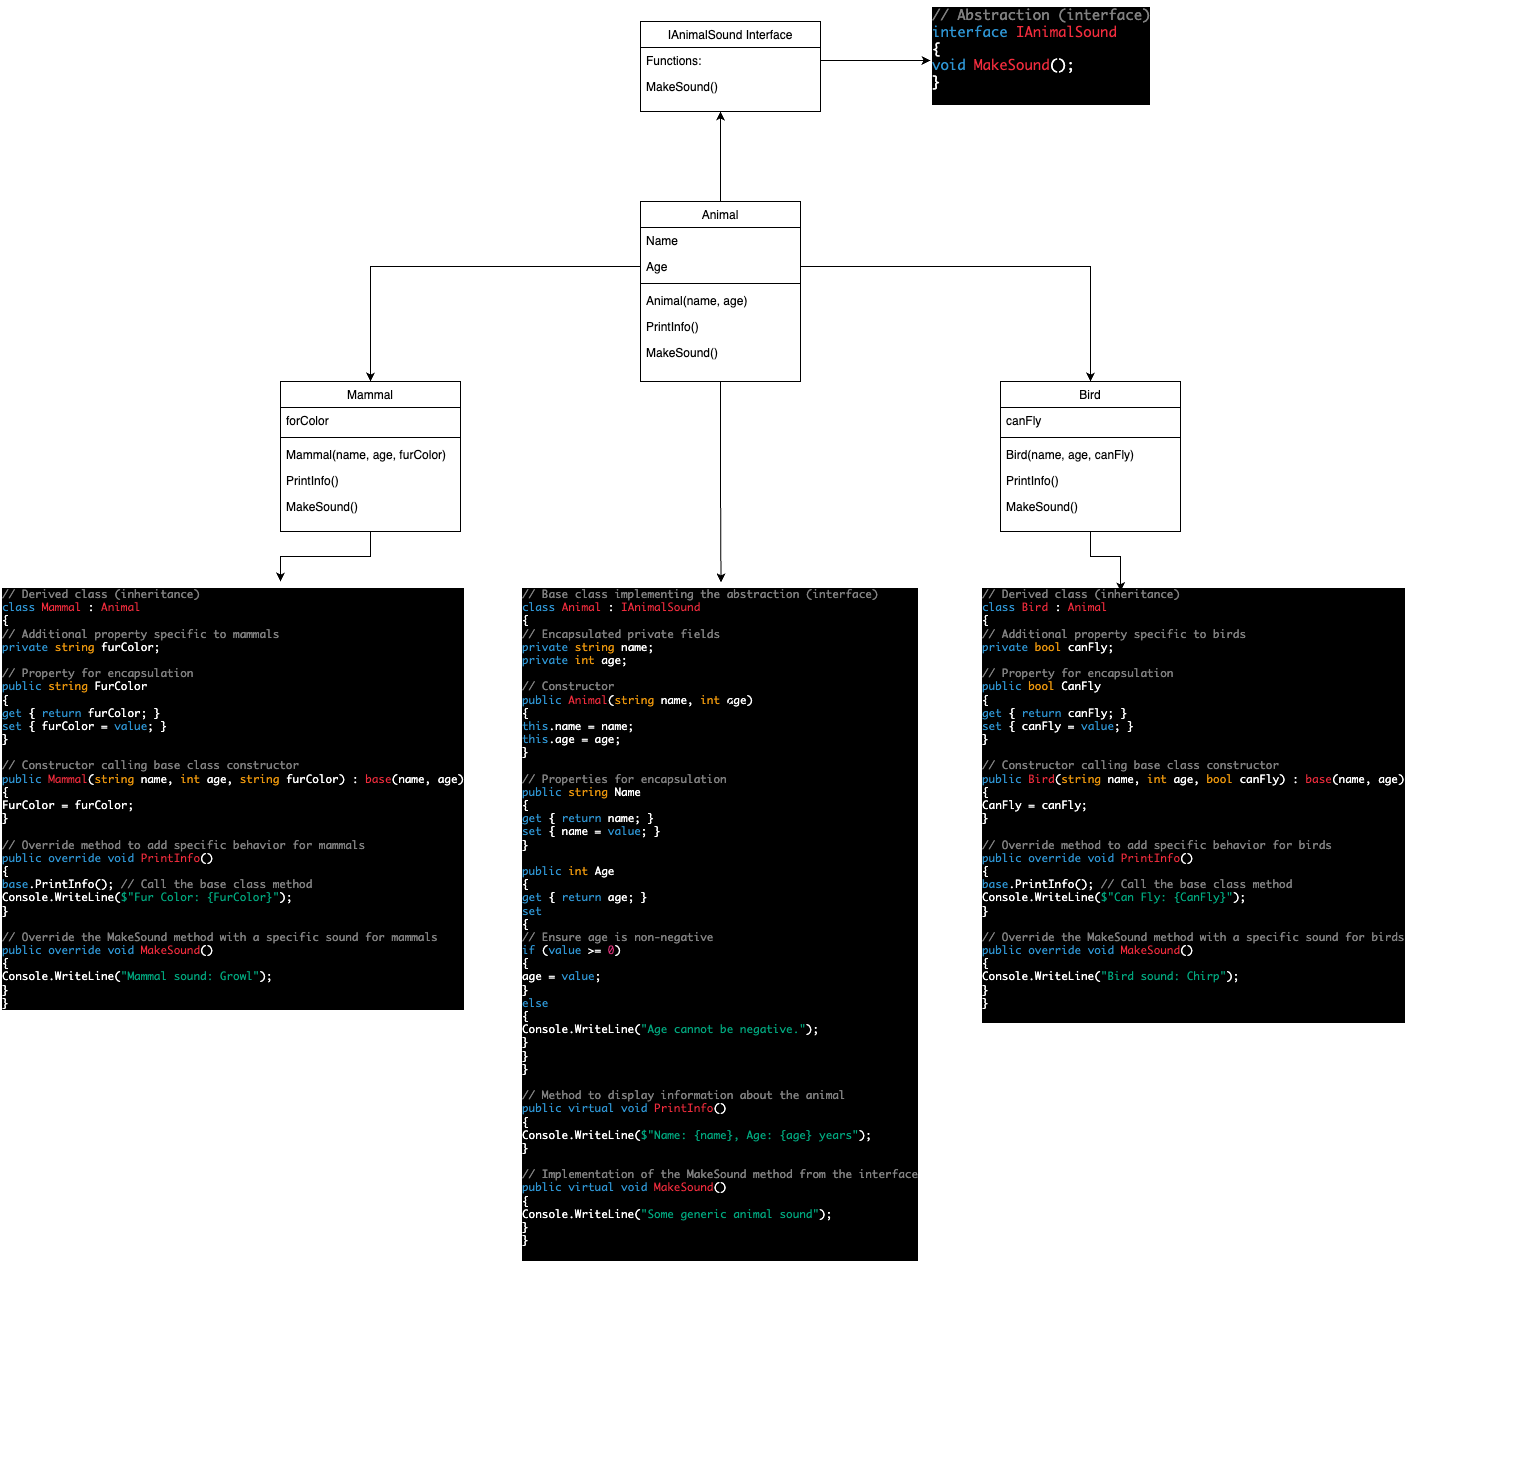 IAnimalSound Interface
Functions:
MakeSound()
// Abstraction (interface)
interface IAnimalSound
{
void MakeSound();
}
Animal
Name
Age
Animal(name, age)
PrintInfo()
MakeSound()
Mammal
forColor
Mammal(name, age, furColor)
PrintInfo()
MakeSound()
Bird
canFly
Bird(name, age, canFly)
PrintInfo()
MakeSound()
// Derived class (inheritance)
class Mammal : Animal
{
// Additional property specific to mammals
private string furColor;
// Property for encapsulation
public string FurColor
{
get { return furColor; }
set { furColor = value; }
}
// Constructor calling base class constructor
public Mammal(string name, int age, string furColor) : base(name, age)
{
FurColor = furColor;
}
// Override method to add specific behavior for mammals
public override void PrintInfo()
{
base.PrintInfo(); // Call the base class method
Console.WriteLine($"Fur Color: {FurColor}");
}
// Override the MakeSound method with a specific sound for mammals
public override void MakeSound()
{
Console.WriteLine("Mammal sound: Growl");
}
}
// Base class implementing the abstraction (interface)
class Animal : IAnimalSound
{
// Encapsulated private fields
private string name;
private int age;
// Constructor
public Animal(string name, int age)
{
this.name = name;
this.age = age;
}
// Properties for encapsulation
public string Name
{
get { return name; }
set { name = value; }
}
public int Age
{
get { return age; }
set
{
// Ensure age is non-negative
if (value >= 0)
{
age = value;
}
else
{
Console.WriteLine("Age cannot be negative.");
}
}
}
// Method to display information about the animal
public virtual void PrintInfo()
{
Console.WriteLine($"Name: {name}, Age: {age} years");
}
// Implementation of the MakeSound method from the interface
public virtual void MakeSound()
{
Console.WriteLine("Some generic animal sound");
}
}
// Derived class (inheritance)
class Bird : Animal
{
// Additional property specific to birds
private bool canFly;
// Property for encapsulation
public bool CanFly
{
get { return canFly; }
set { canFly = value; }
}
// Constructor calling base class constructor
public Bird(string name, int age, bool canFly) : base(name, age)
{
CanFly = canFly;
}
// Override method to add specific behavior for birds
public override void PrintInfo()
{
base.PrintInfo(); // Call the base class method
Console.WriteLine($"Can Fly: {CanFly}");
}
// Override the MakeSound method with a specific sound for birds
public override void MakeSound()
{
Console.WriteLine("Bird sound: Chirp");
}
}